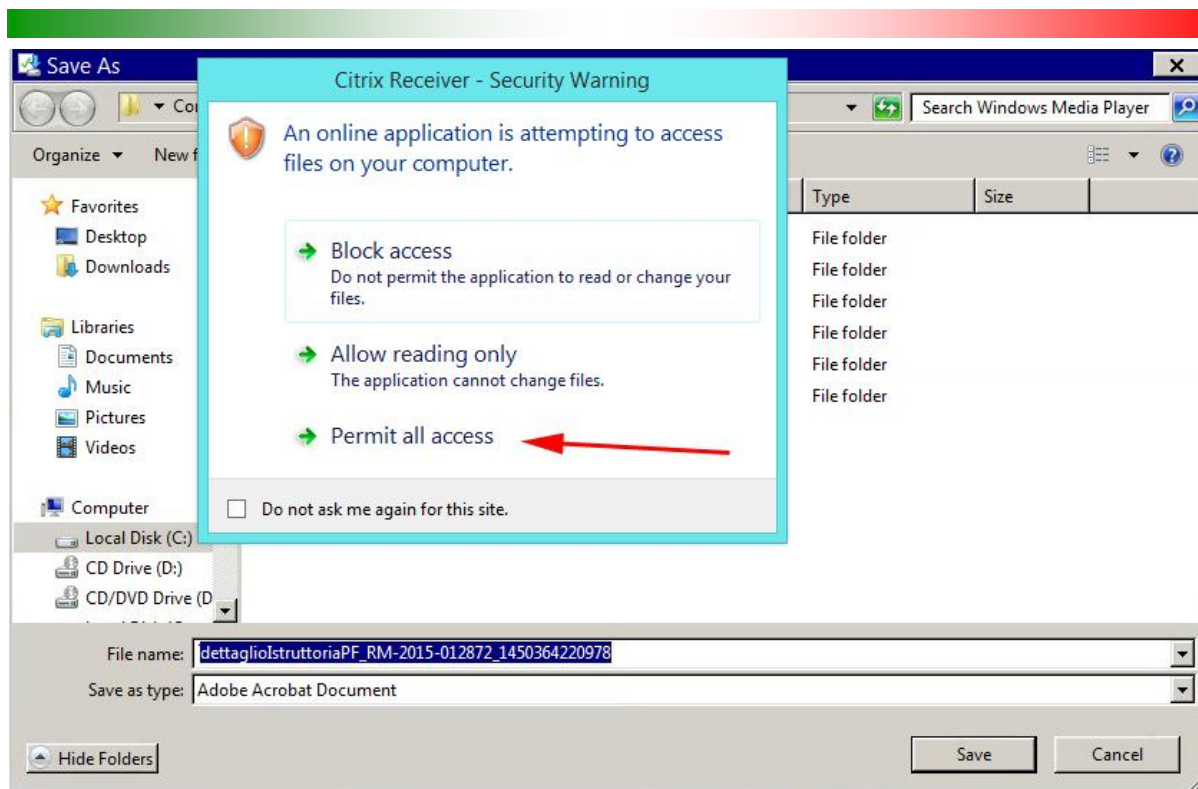 Save As
Citrix Receiver - Security Warning
Search Windows Media Player
An online application is attempting to access
files on your computer.
Organize
Type
Size
Favorites
Desktop
Downloads
Block access
Do not permit the application to read or change your
files.
File folder
File folder
File folder
Libraries
Documents
Music
Pictures
Videos
Allow reading only
The application cannot change files.
File folder
File folder
File folder
Permit all access
Computer
Local Disk (C:)
CD Drive (D:)
CD/DVD Drive (D
Do not ask me again for this site.
File name: dettaglioIstruttoriaPF_RM-2015-012872_1450364220978
Save as type: Adobe Acrobat Document
Hide Folders
Save
Cancel